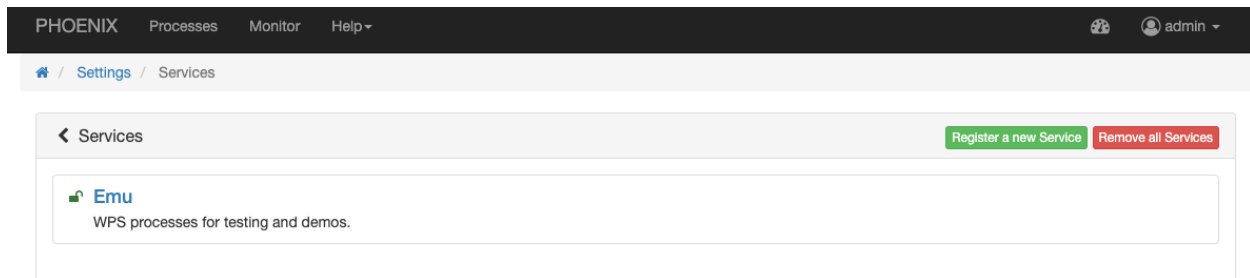 PHOENIX Processes Monitor Help admin
/ Settings / Services
Services Register a new Service Remove all Services
Emu
WPS processes for testing and demos.